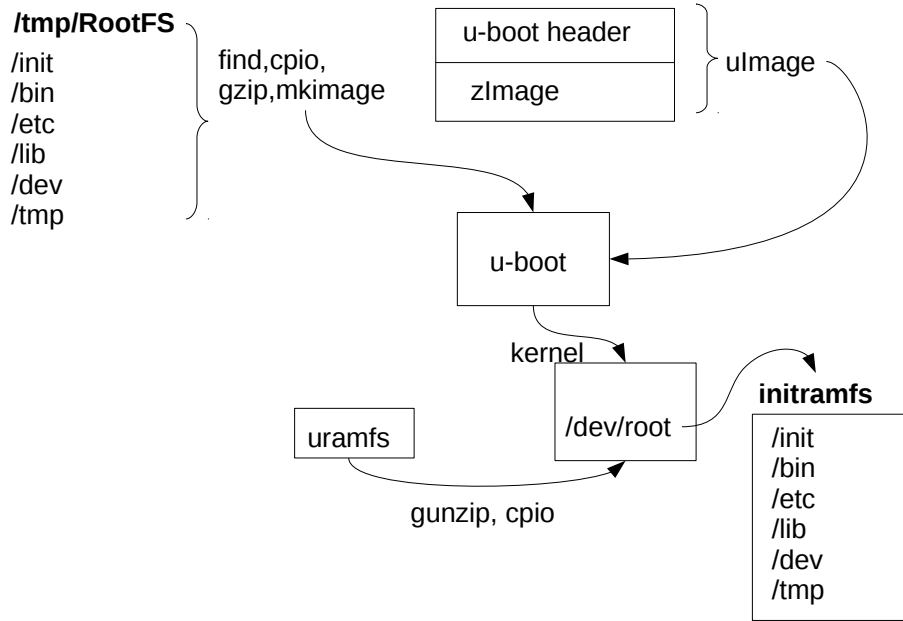 /tmp/RootFS
/init
/bin
/etc
/lib
/dev
/tmp
find,cpio,
gzip,mkimage
u-boot header
zImage
uImage
u-boot
kernel
/dev/root
uramfs
gunzip, cpio
initramfs
/init
/bin
/etc
/lib
/dev
/tmp